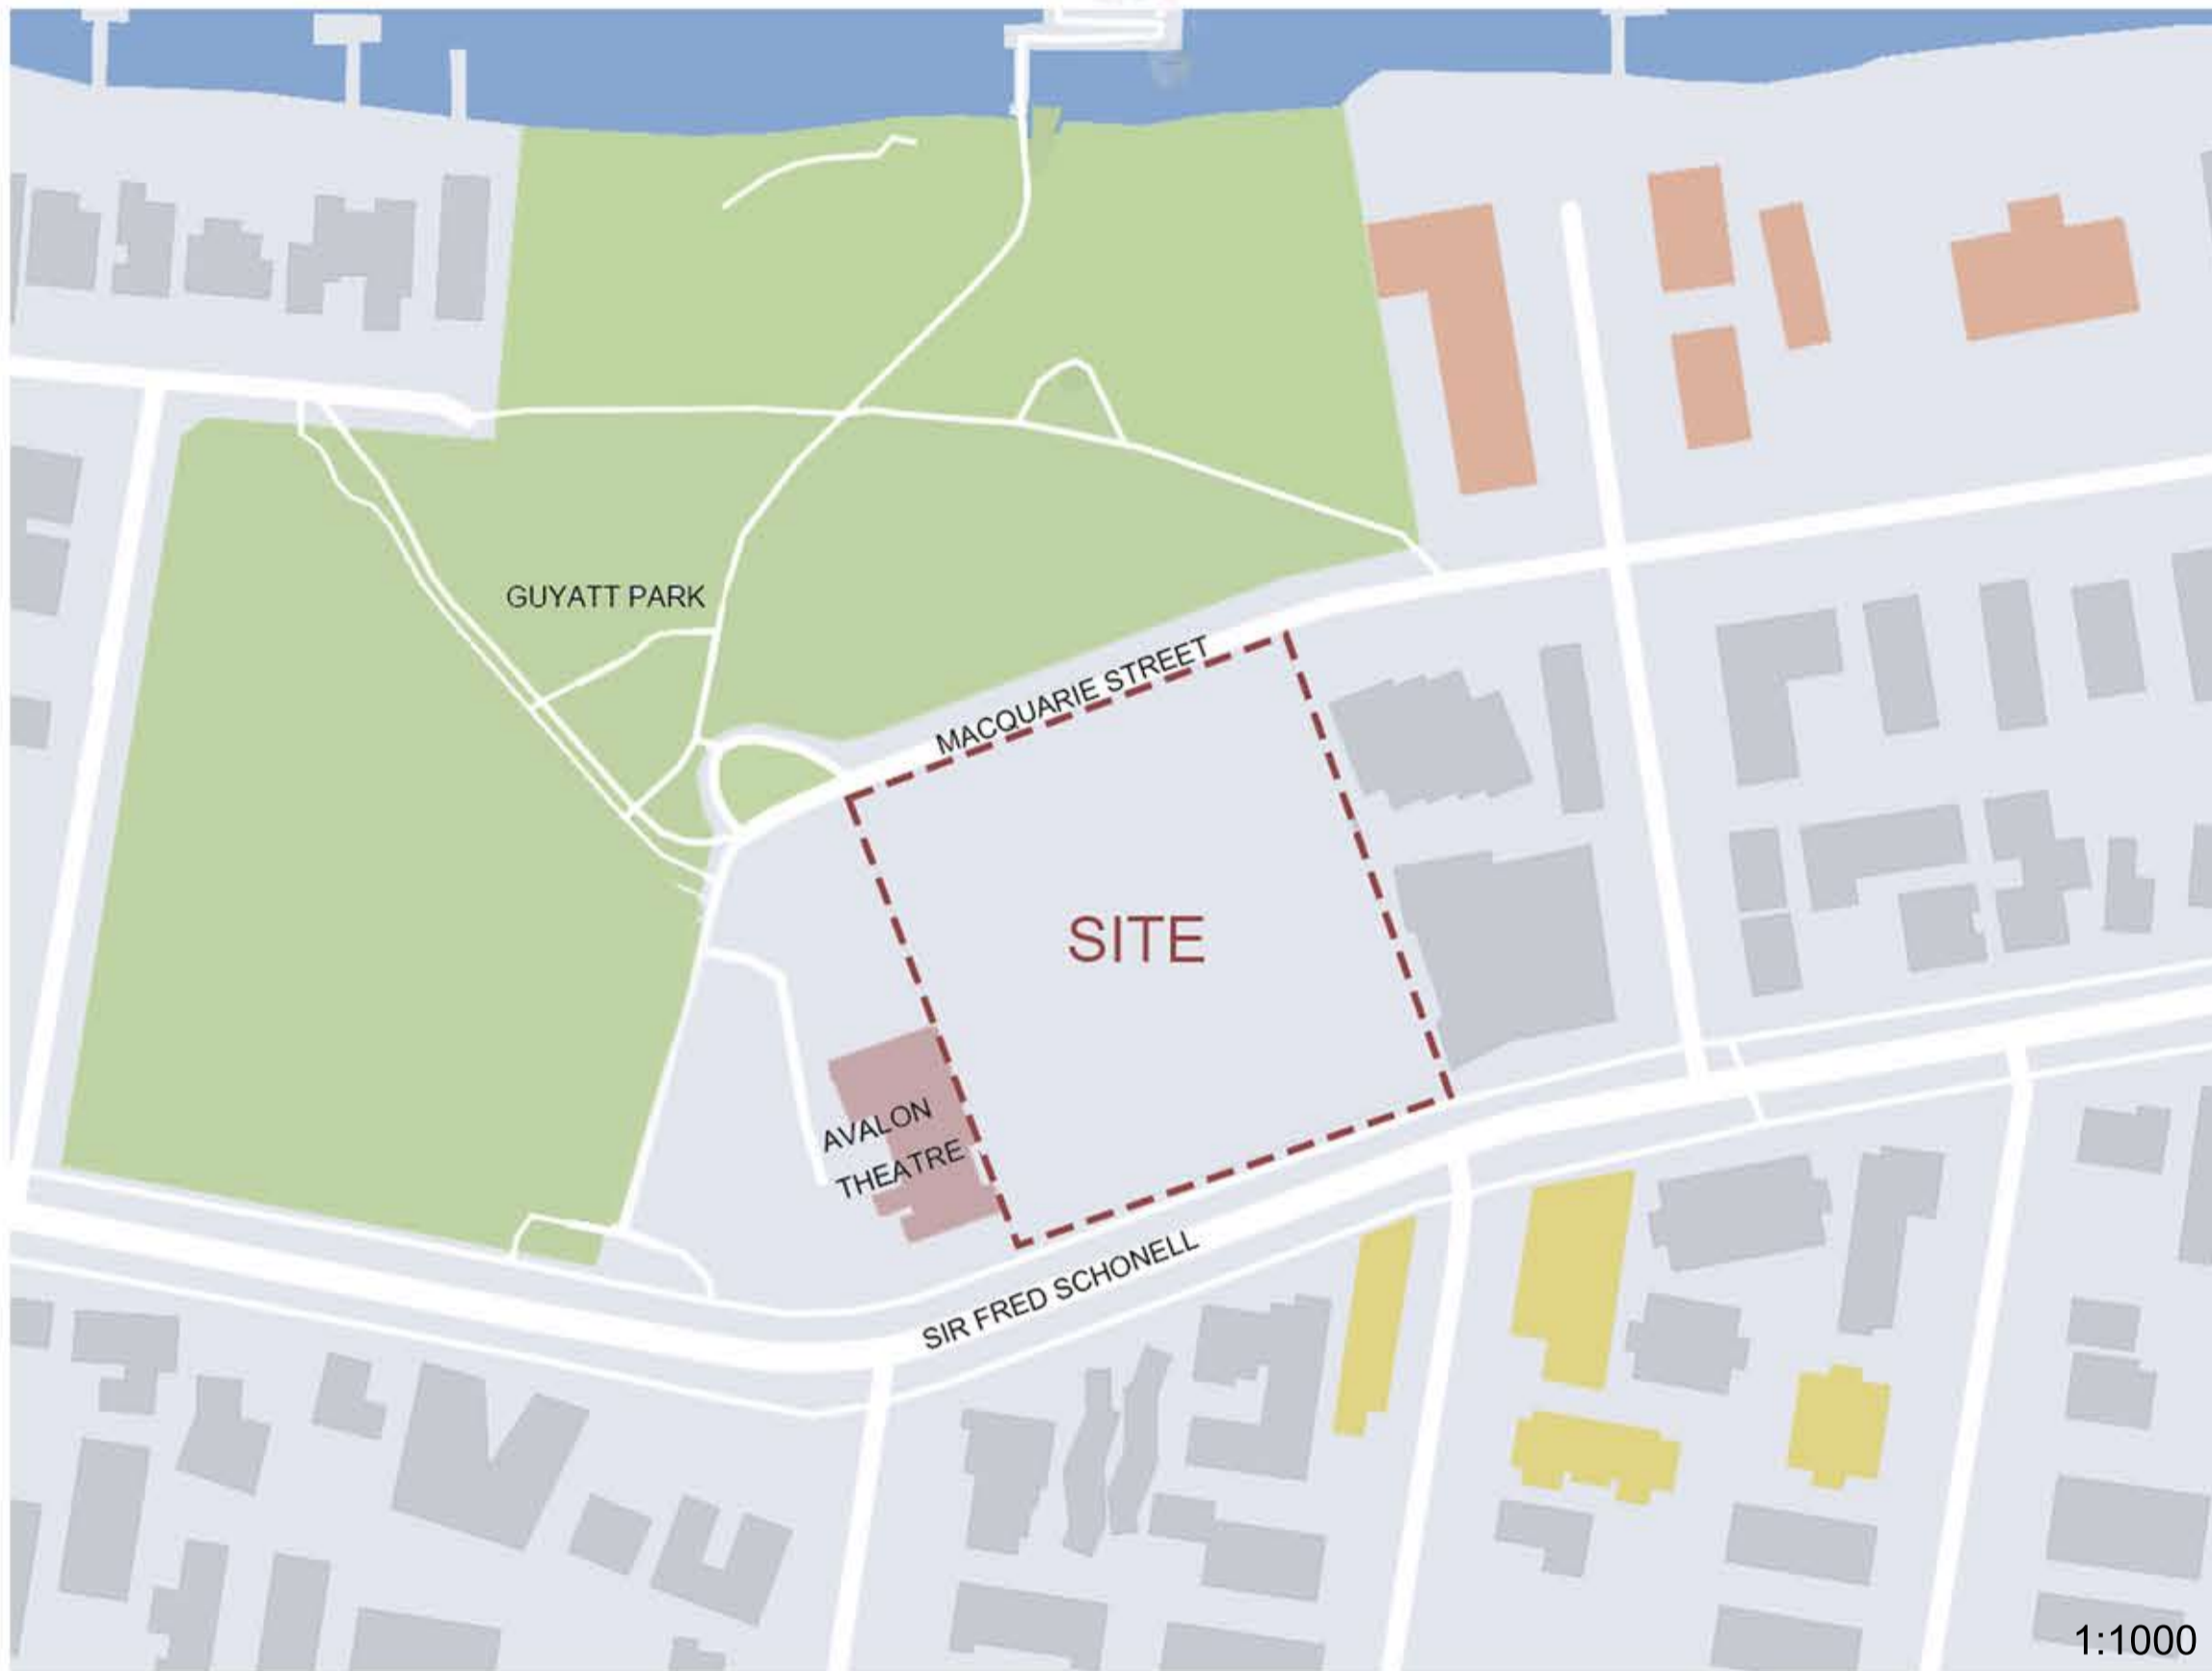 GUYATT PARK
MACQUARIE STREET
SITE
AVALON
THEATRE
SIR FRED SCHONELL
1:1000